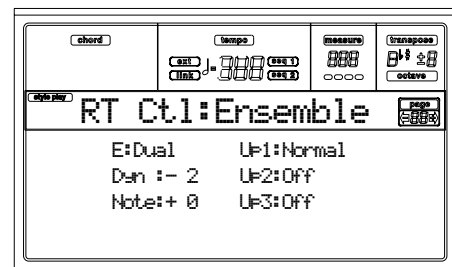 chord
tempo
measure
transpose
ext
link
seq 1
seq 2
octave
style play
RT Ctl:Ensemble
page
E:Dual Up1:Normal
Dyn :- 2 Up2:Off
Note:+ 0 Up3:Off